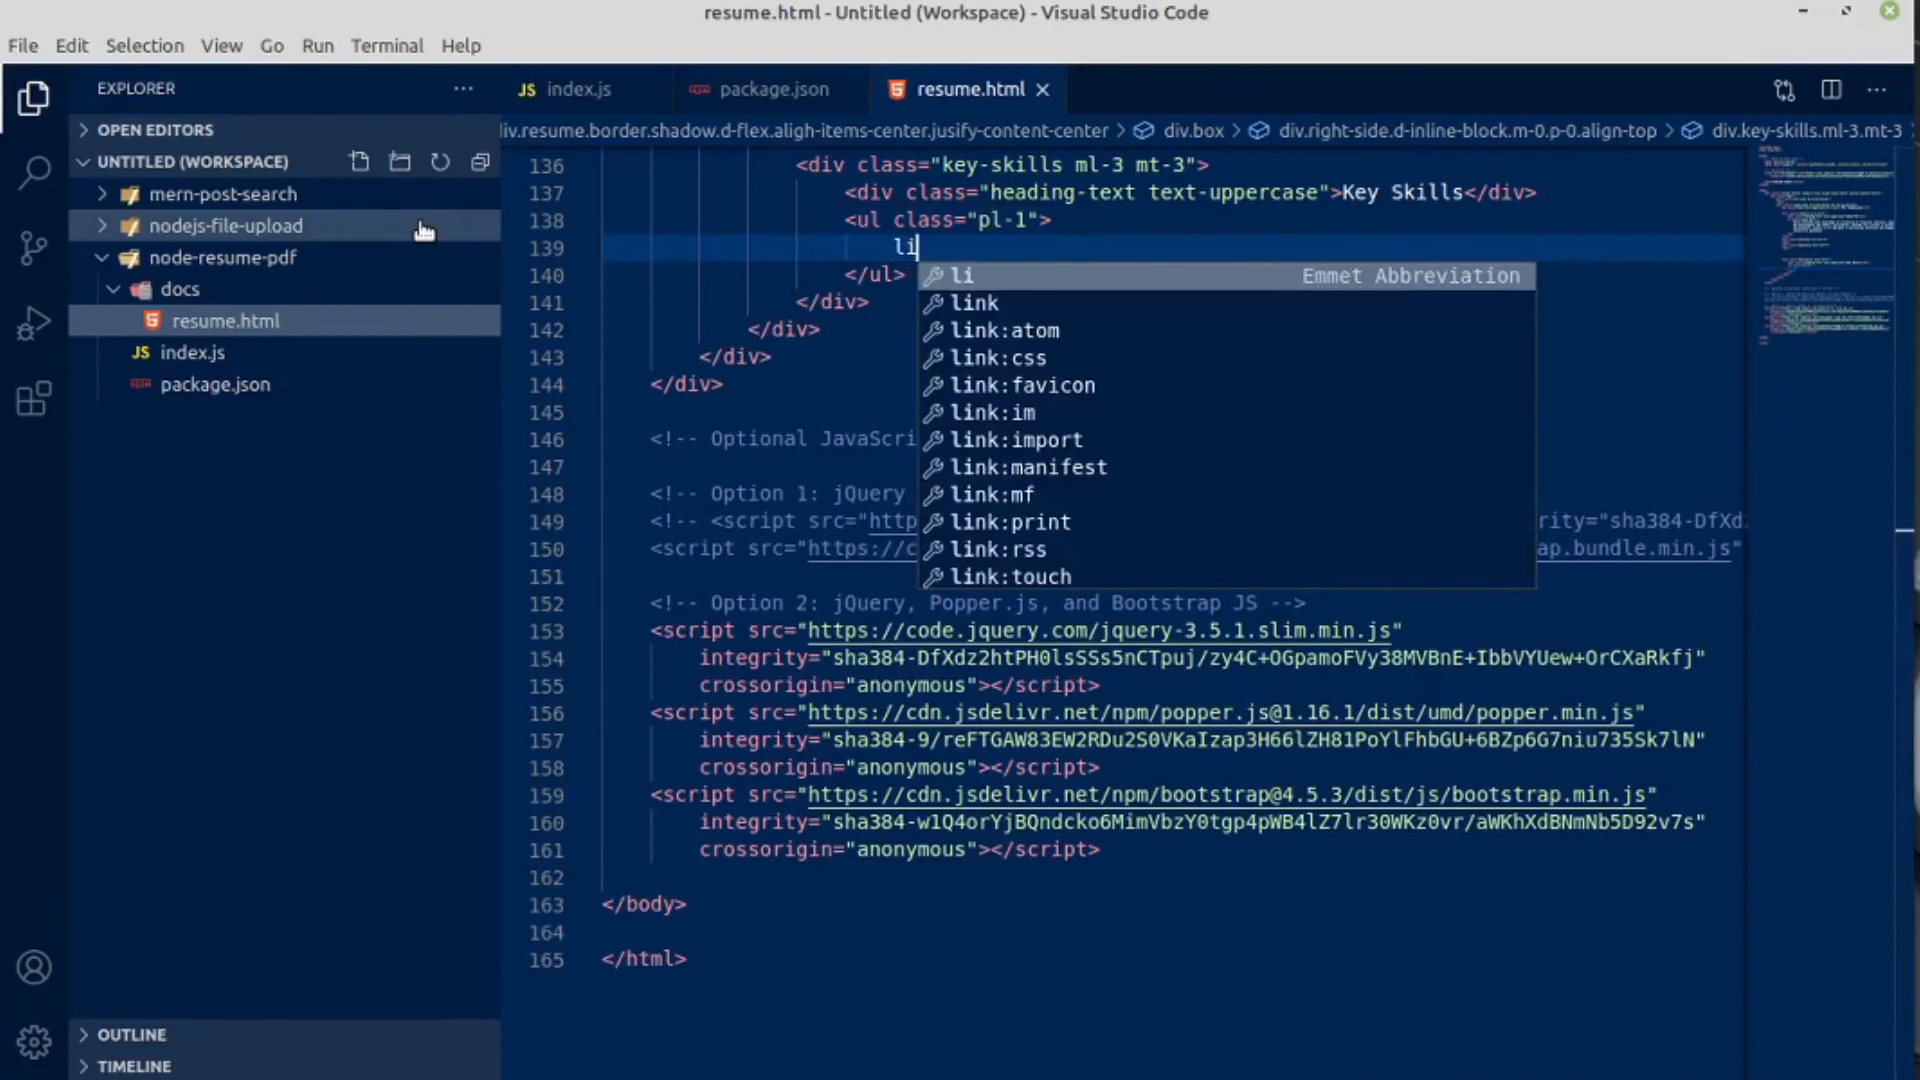 resume.html - Untitled (Workspace) - Visual Studio Code
File Edit Selection View Go Run Terminal Help
EXPLORER
OPEN EDITORS
UNTITLED (WORKSPACE)
mern-post-search
nodejs-file-upload
node-resume-pdf
docs
resume.html
JS index.js
package.json
OUTLINE
TIMELINE
JS index.js package.json resume.html
iv.resume.border.shadow.d-flex.aligh-items-center.jusify-content-center > div.box > div.right-side.d-inline-block.m-0.p-0.align-top > div.key-skills.ml-3.mt-3
136 <div class="key-skills ml-3 mt-3">
137 <div class="heading-text text-uppercase">Key Skills</div>
138 <ul class="pl-1">
139 li
140 </ul>
141 </div>
142 </div>
143 </div>
144 </div>
145
146 <!-- Optional JavaScri
147
148 <!-- Option 1: jQuery
149 <!-- <script src="http rity="sha384-DfXd
150 <script src="https://c ap.bundle.min.js"
151
152 <!-- Option 2: jQuery, Popper.js, and Bootstrap JS -->
153 <script src="https://code.jquery.com/jquery-3.5.1.slim.min.js"
154 integrity="sha384-DfXdz2htPH0lsSSs5nCTpuj/zy4C+OGpamoFVy38MVBnE+IbbVYUew+OrCXaRkfj"
155 crossorigin="anonymous"></script>
156 <script src="https://cdn.jsdelivr.net/npm/popper.js@1.16.1/dist/umd/popper.min.js"
157 integrity="sha384-9/reFTGAW83EW2RDu2S0VKaIzap3H66lZH81PoYlFhbGU+6BZp6G7niu735Sk7lN"
158 crossorigin="anonymous"></script>
159 <script src="https://cdn.jsdelivr.net/npm/bootstrap@4.5.3/dist/js/bootstrap.min.js"
160 integrity="sha384-w1Q4orYjBQndcko6MimVbzY0tgp4pWB4lZ7lr30WKz0vr/aWKhXdBNmNb5D92v7s"
161 crossorigin="anonymous"></script>
162
163 </body>
164
165 </html>
li Emmet Abbreviation
link
link:atom
link:css
link:favicon
link:im
link:import
link:manifest
link:mf
link:print
link:rss
link:touch